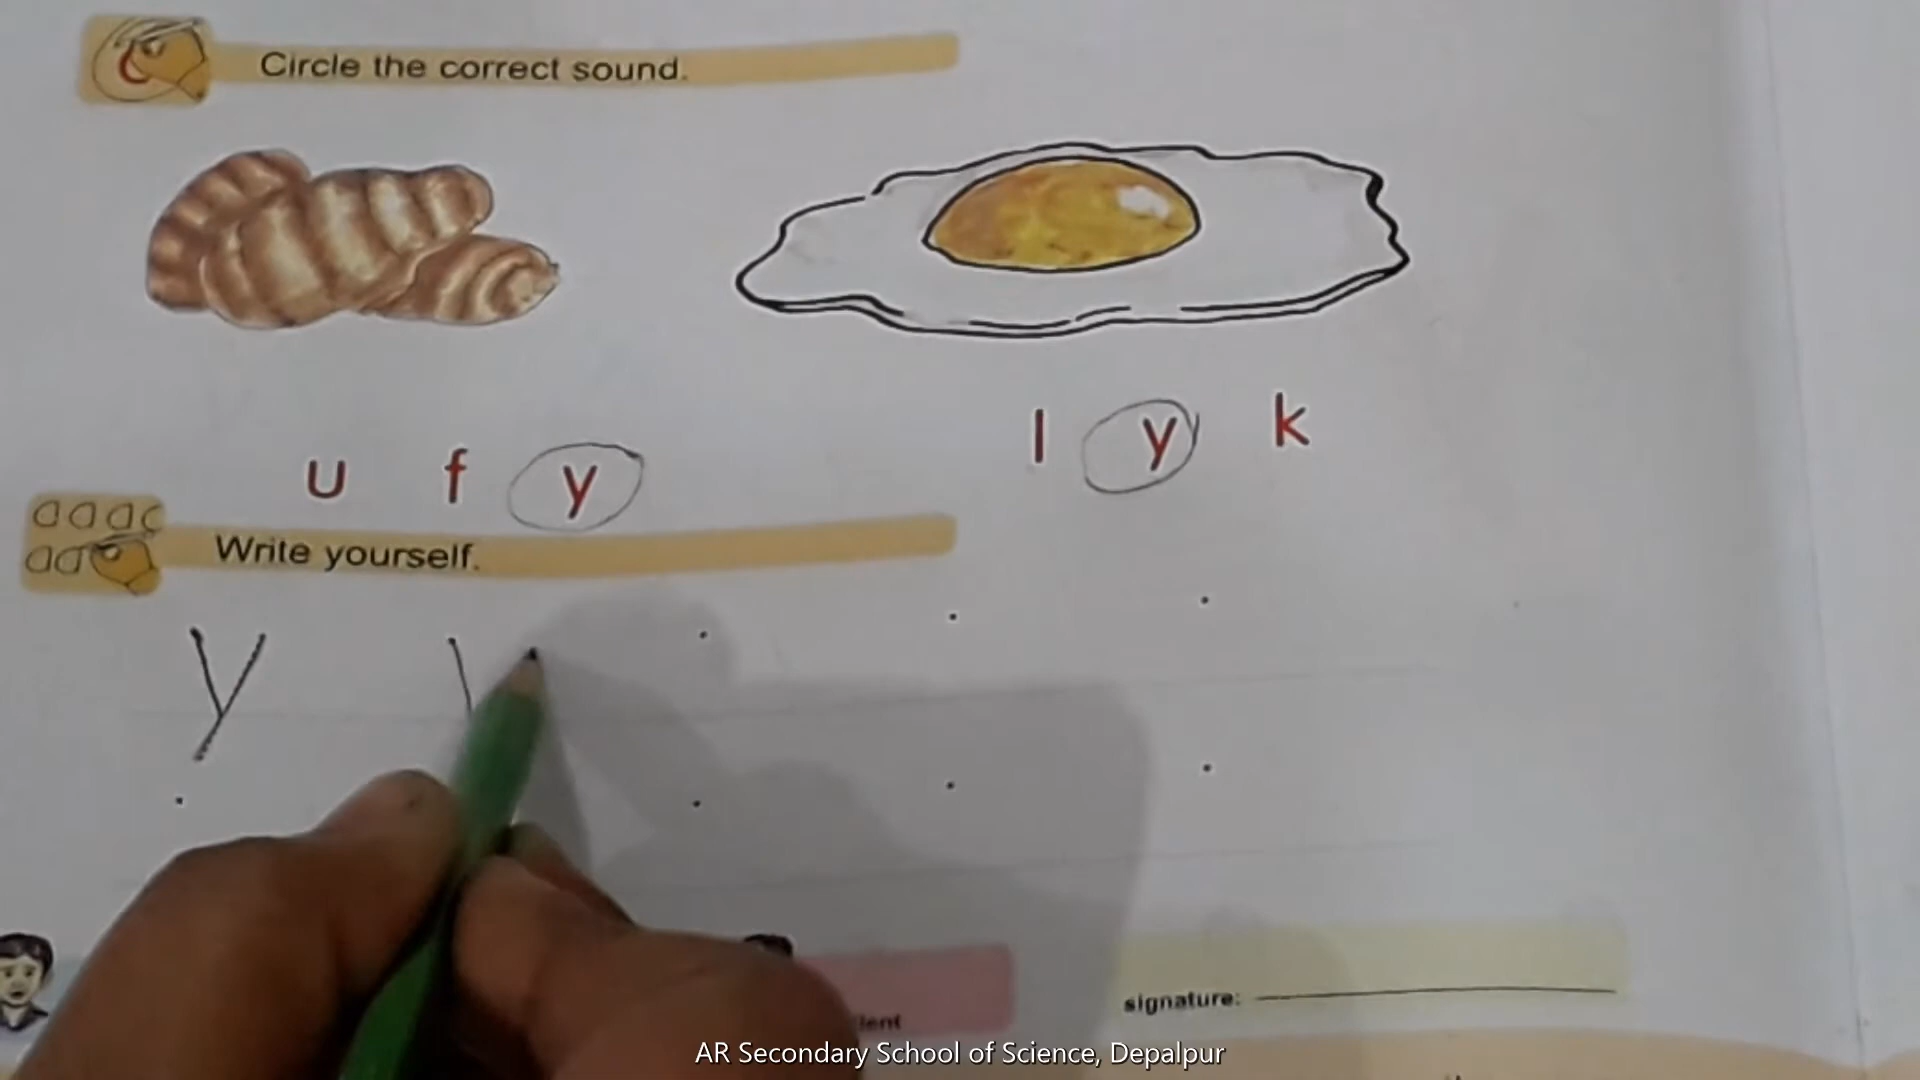 Circle the correct sound.
u f y
l y k
Write yourself.
y
signature:
AR Secondary School of Science, Depalpur